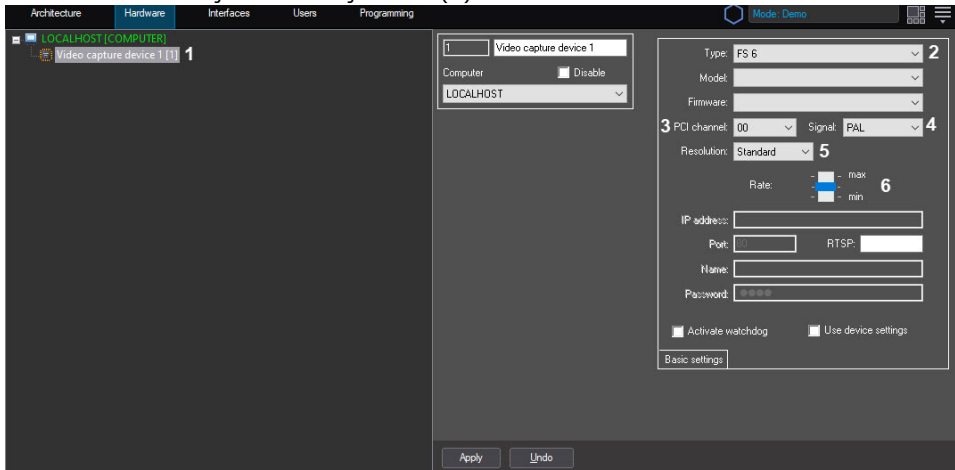 Architecture Hardware Interfaces Users Programming Mode: Demo
LOCALHOST [COMPUTER]
Video capture device 1 [1] 1
1 Video capture device 1
Computer Disable
LOCALHOST
Type: FS 6 2
Model:
Firmware:
3 PCI channel: 00 Signal: PAL 4
Resolution: Standard 5
Rate: max
6
min
IP address:
Port: 00 RTSP:
Name:
Password:
Activate watchdog Use device settings
Basic settings
Apply Undo